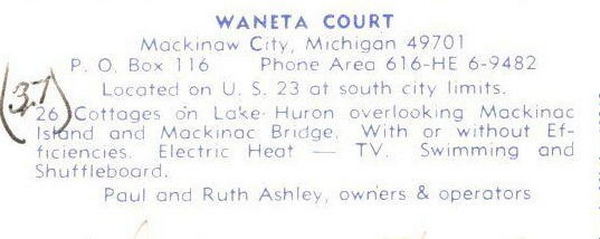 WANETA COURT
Mackinaw City, Michigan 49701
P. O. Box 116 Phone Area 616-HE 6-9482
Located on U. S. 23 at south city limits.
(37)
26 Cottages on Lake Huron overlooking Mackinac
Island and Mackinac Bridge. With or without Ef-
ficiencies. Electric Heat — TV. Swimming and
Shuffleboard.
Paul and Ruth Ashley, owners & operators